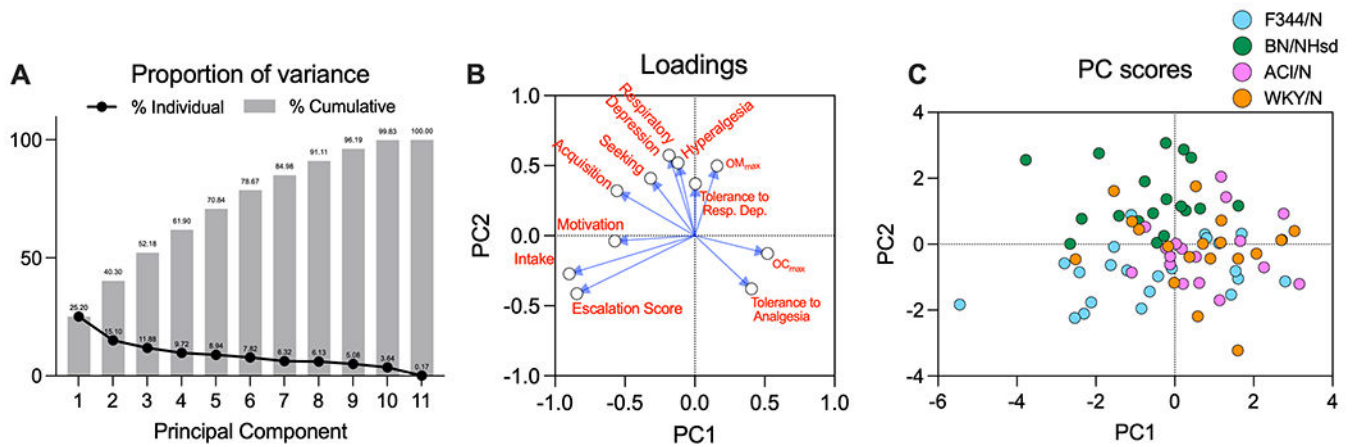 A
Proportion of variance
% Individual
% Cumulative
100
50
0
25.20
40.30
52.18
61.90
70.84
78.67
84.98
91.11
96.19
99.83
100.00
15.10
11.88
9.72
8.94
7.82
6.32
6.13
5.08
3.64
0.17
1 2 3 4 5 6 7 8 9 10 11
Principal Component
B
Loadings
PC2
1.0
0.5
0.0
-0.5
-1.0
Respiratory
Depression
Hyperalgesia
Seeking
Acquisition
OMmax
Tolerance to
Resp. Dep.
Motivation
Intake
OCmax
Escalation Score
Tolerance to
Analgesia
-1.0 -0.5 0.0 0.5 1.0
PC1
C
PC scores
F344/N
BN/NHsd
ACI/N
WKY/N
PC2
4
2
0
-2
-4
-6 -4 -2 0 2 4
PC1